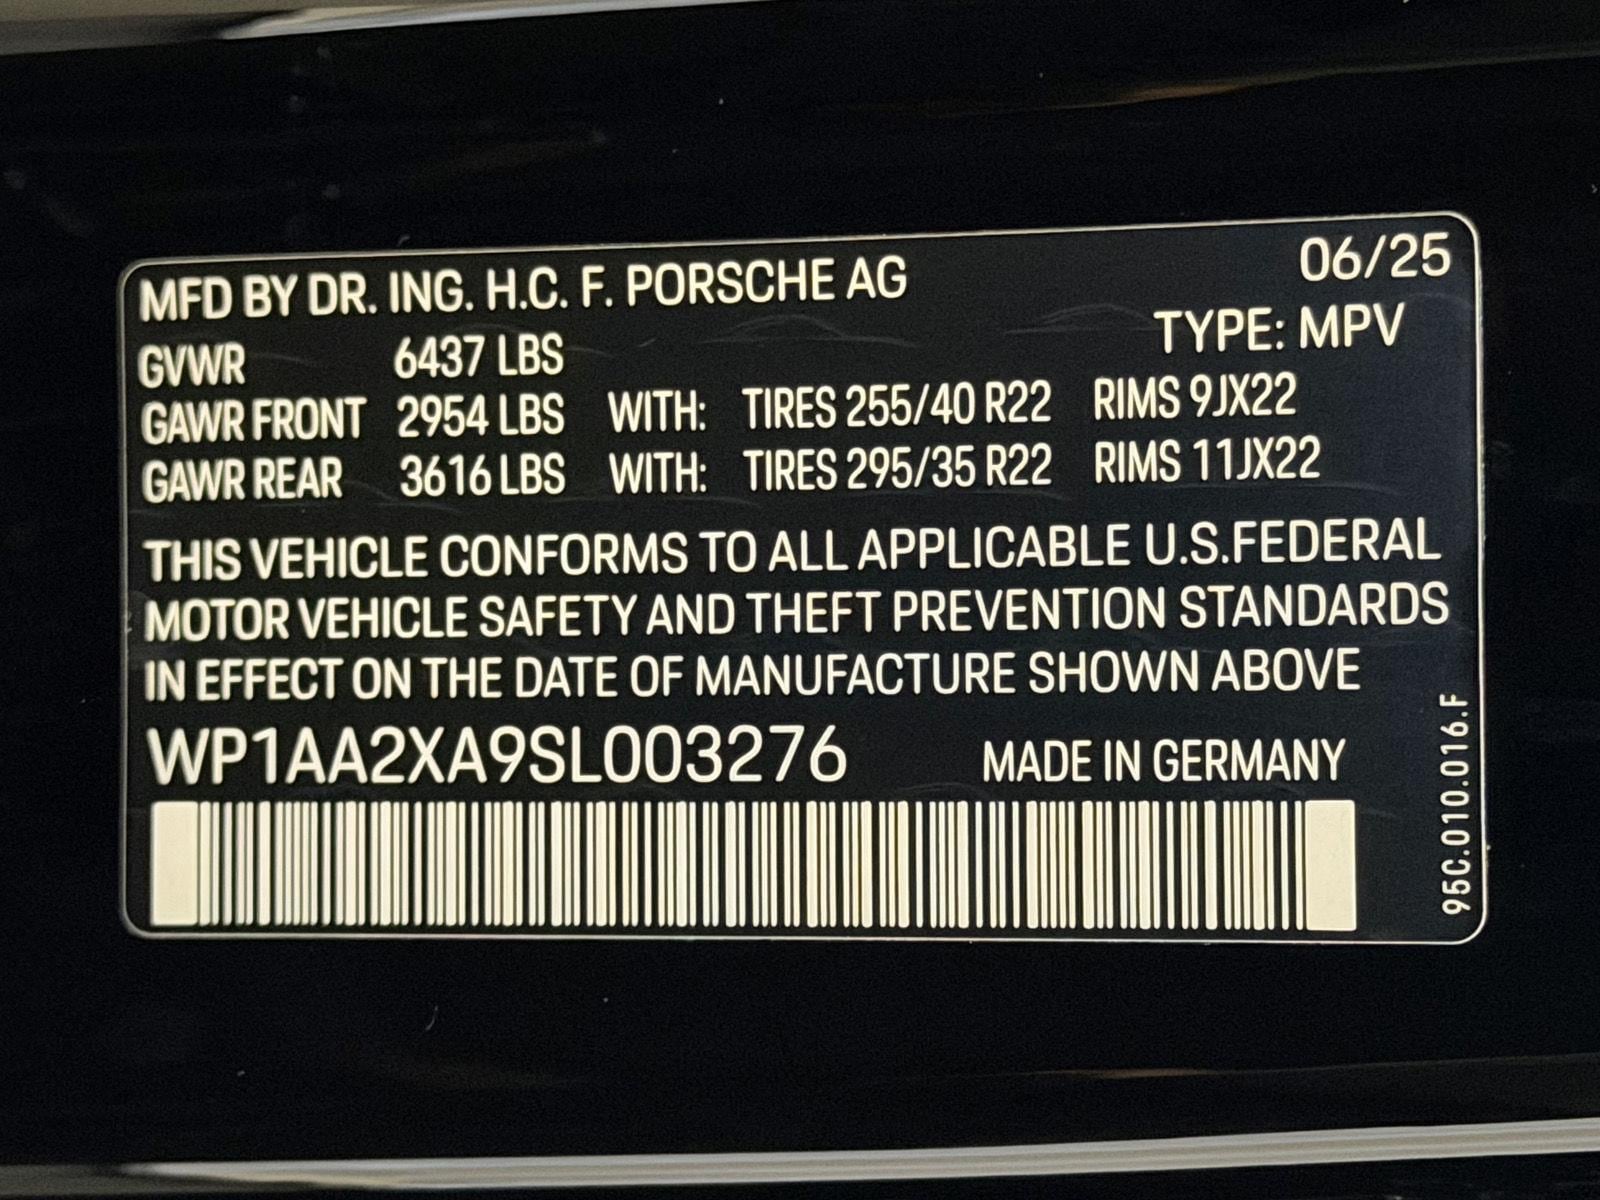 MFD BY DR. ING. H.C. F. PORSCHE AG 06/25
TYPE: MPV
GVWR 6437 LBS
GAWR FRONT 2954 LBS WITH: TIRES 255/40 R22 RIMS 9JX22
GAWR REAR 3616 LBS WITH: TIRES 295/35 R22 RIMS 11JX22
THIS VEHICLE CONFORMS TO ALL APPLICABLE U.S.FEDERAL
MOTOR VEHICLE SAFETY AND THEFT PREVENTION STANDARDS
IN EFFECT ON THE DATE OF MANUFACTURE SHOWN ABOVE
WP1AA2XA9SL003276 MADE IN GERMANY
95C.010.016.F